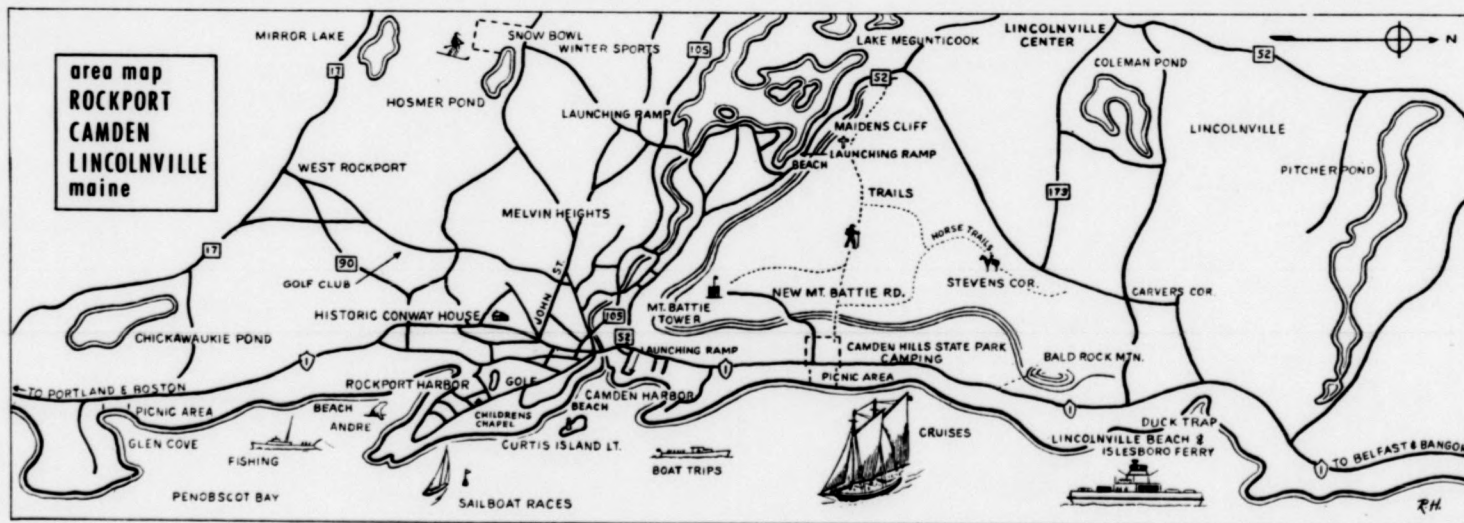 area map
ROCKPORT
CAMDEN
LINCOLNVILLE
maine
MIRROR LAKE
17
SNOW BOWL
WINTER SPORTS
105
HOSMER POND
LAUNCHING RAMP
LAKE MEGUNTICOOK
52
LINCOLNVILLE
CENTER
COLEMAN POND
52
N
WEST ROCKPORT
MAIDENS CLIFF
LAUNCHING RAMP
BEACH
LINCOLNVILLE
PITCHER POND
173
TRAILS
MELVIN HEIGHTS
HORSE TRAILS
17
90
GOLF CLUB
JOHN ST.
STEVENS COR.
CARVERS COR.
NEW MT. BATTIE RD.
MT. BATTIE
TOWER
HISTORIC CONWAY HOUSE
105
52
CHICKAWAUKIE POND
1
LAUNCHING RAMP
1
CAMDEN HILLS STATE PARK
CAMPING
BALD ROCK MTN.
TO PORTLAND & BOSTON
ROCKPORT HARBOR
GOLF
PICNIC AREA
CAMDEN HARBOR
1
PICNIC AREA
BEACH
ANDRE
CHILDRENS
CHAPEL
BEACH
DUCK TRAP
GLEN COVE
CURTIS ISLAND LT.
CRUISES
LINCOLNVILLE BEACH &
ISLESBORO FERRY
1
TO BELFAST & BANGOR
FISHING
BOAT TRIPS
PENOBSCOT BAY
SAILBOAT RACES
R.H.